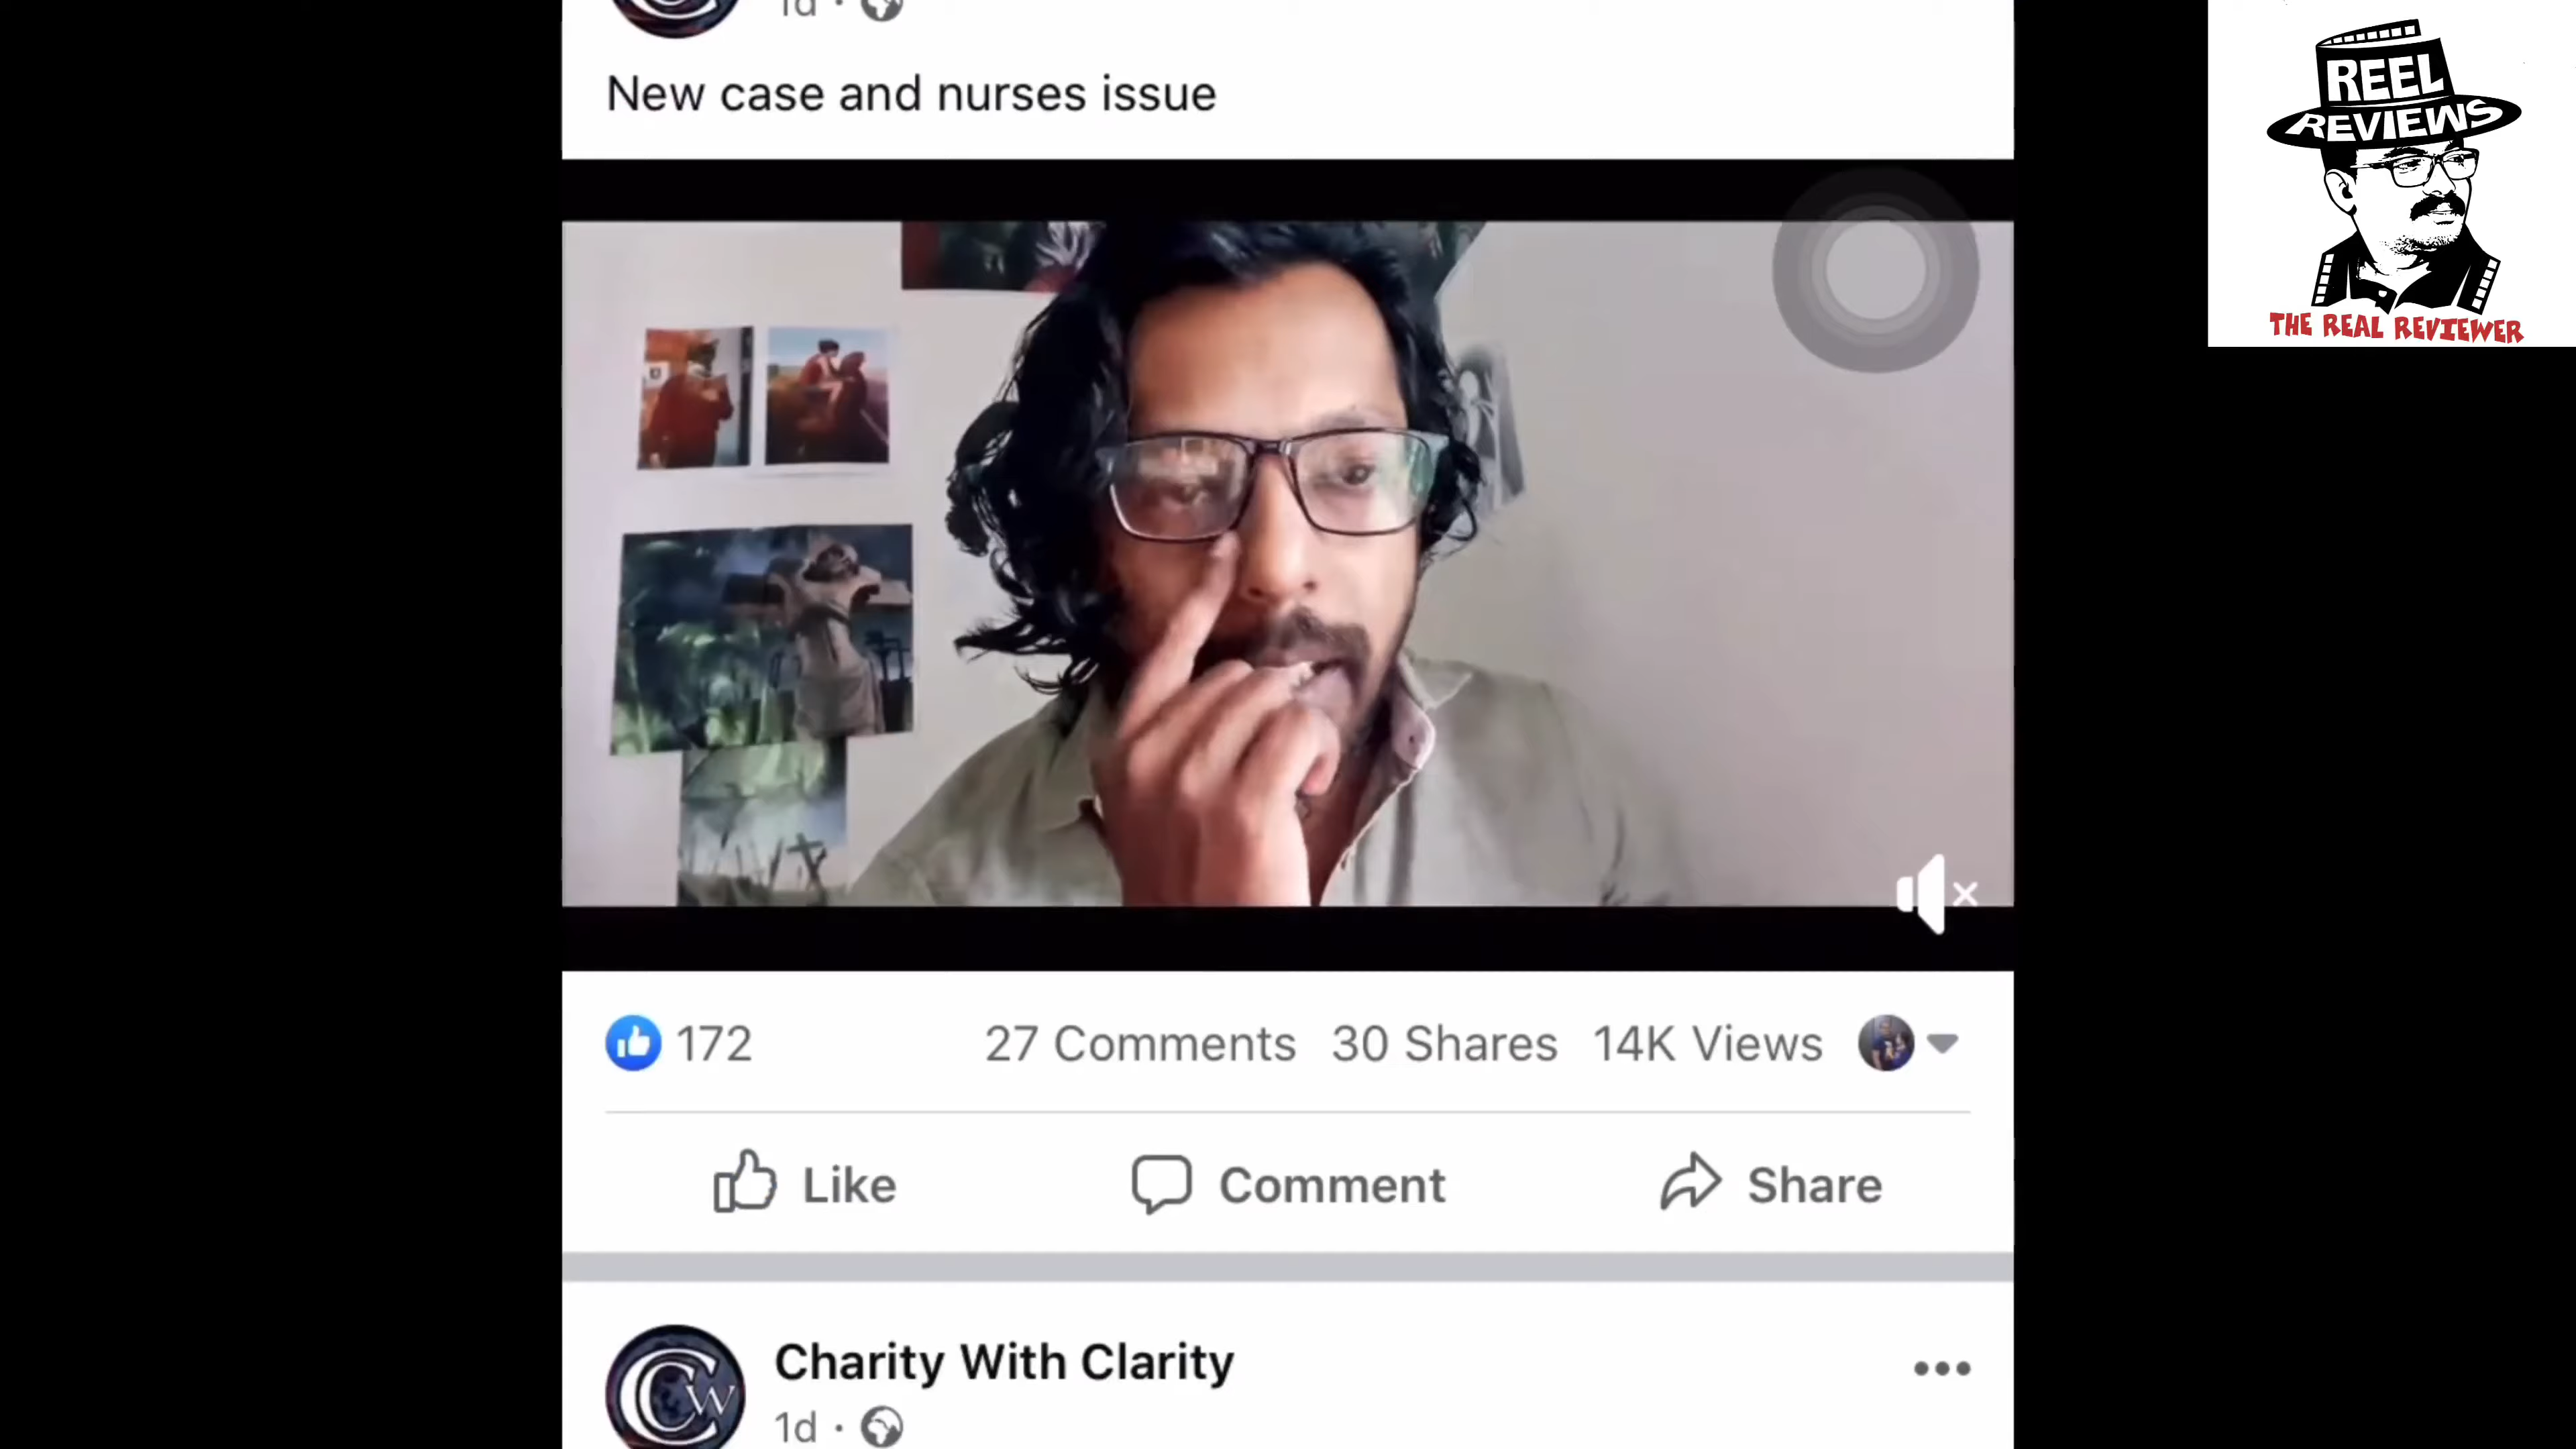 1d ·
New case and nurses issue
REEL
REVIEWS
THE REAL REVIEWER
172
27 Comments 30 Shares 14K Views
Like Comment Share
CW
Charity With Clarity
1d ·